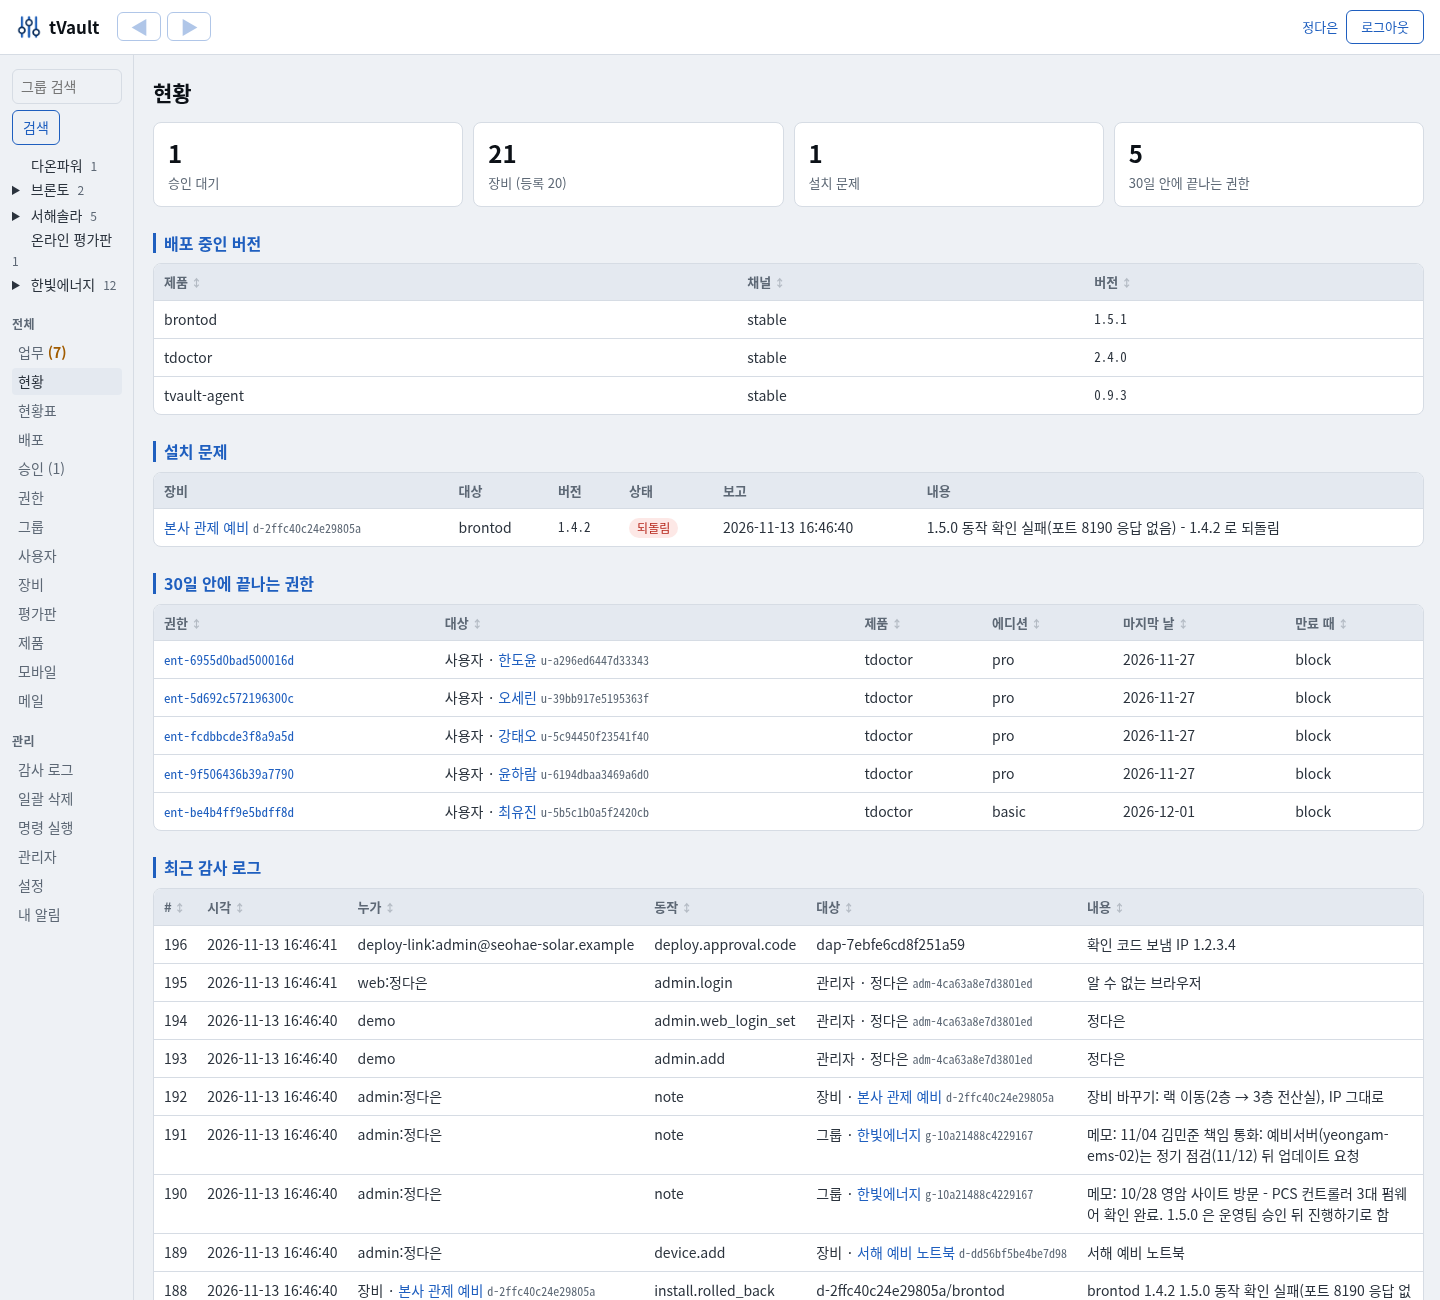 tVault ◀ ▶ 정다은 로그아웃
그룹 검색
검색
다온파워 1
▶ 브론토 2
▶ 서해솔라 5
온라인 평가판
1
▶ 한빛에너지 12
전체
업무 (7)
현황
현황표
배포
승인 (1)
권한
그룹
사용자
장비
평가판
제품
모바일
메일
관리
감사 로그
일괄 삭제
명령 실행
관리자
설정
내 알림
현황
1
승인 대기
21
장비 (등록 20)
1
설치 문제
5
30일 안에 끝나는 권한
배포 중인 버전
제품 ↕ 채널 ↕ 버전 ↕
brontod stable 1.5.1
tdoctor stable 2.4.0
tvault-agent stable 0.9.3
설치 문제
장비 대상 버전 상태 보고 내용
본사 관제 예비 d-2ffc40c24e29805a brontod 1.4.2 되돌림 2026-11-13 16:46:40 1.5.0 동작 확인 실패(포트 8190 응답 없음) - 1.4.2 로 되돌림
30일 안에 끝나는 권한
권한 ↕ 대상 ↕ 제품 ↕ 에디션 ↕ 마지막 날 ↕ 만료 때 ↕
ent-6955d0bad500016d 사용자 · 한도윤 u-a296ed6447d33343 tdoctor pro 2026-11-27 block
ent-5d692c572196300c 사용자 · 오세린 u-39bb917e5195363f tdoctor pro 2026-11-27 block
ent-fcdbbcde3f8a9a5d 사용자 · 강태오 u-5c94450f23541f40 tdoctor pro 2026-11-27 block
ent-9f506436b39a7790 사용자 · 윤하람 u-6194dbaa3469a6d0 tdoctor pro 2026-11-27 block
ent-be4b4ff9e5bdff8d 사용자 · 최유진 u-5b5c1b0a5f2420cb tdoctor basic 2026-12-01 block
최근 감사 로그
# ↕ 시각 ↕ 누가 ↕ 동작 ↕ 대상 ↕ 내용 ↕
196 2026-11-13 16:46:41 deploy-link:admin@seohae-solar.example deploy.approval.code dap-7ebfe6cd8f251a59 확인 코드 보냄 IP 1.2.3.4
195 2026-11-13 16:46:41 web:정다은 admin.login 관리자 · 정다은 adm-4ca63a8e7d3801ed 알 수 없는 브라우저
194 2026-11-13 16:46:40 demo admin.web_login_set 관리자 · 정다은 adm-4ca63a8e7d3801ed 정다은
193 2026-11-13 16:46:40 demo admin.add 관리자 · 정다은 adm-4ca63a8e7d3801ed 정다은
192 2026-11-13 16:46:40 admin:정다은 note 장비 · 본사 관제 예비 d-2ffc40c24e29805a 장비 바꾸기: 랙 이동(2층 → 3층 전산실), IP 그대로
191 2026-11-13 16:46:40 admin:정다은 note 그룹 · 한빛에너지 g-10a21488c4229167 메모: 11/04 김민준 책임 통화: 예비서버(yeongam-
ems-02)는 정기 점검(11/12) 뒤 업데이트 요청
190 2026-11-13 16:46:40 admin:정다은 note 그룹 · 한빛에너지 g-10a21488c4229167 메모: 10/28 영암 사이트 방문 - PCS 컨트롤러 3대 펌웨
어 확인 완료. 1.5.0 은 운영팀 승인 뒤 진행하기로 함
189 2026-11-13 16:46:40 admin:정다은 device.add 장비 · 서해 예비 노트북 d-dd56bf5be4be7d98 서해 예비 노트북
188 2026-11-13 16:46:40 장비 · 본사 관제 예비 d-2ffc40c24e29805a install.rolled_back d-2ffc40c24e29805a/brontod brontod 1.4.2 1.5.0 동작 확인 실패(포트 8190 응답 없